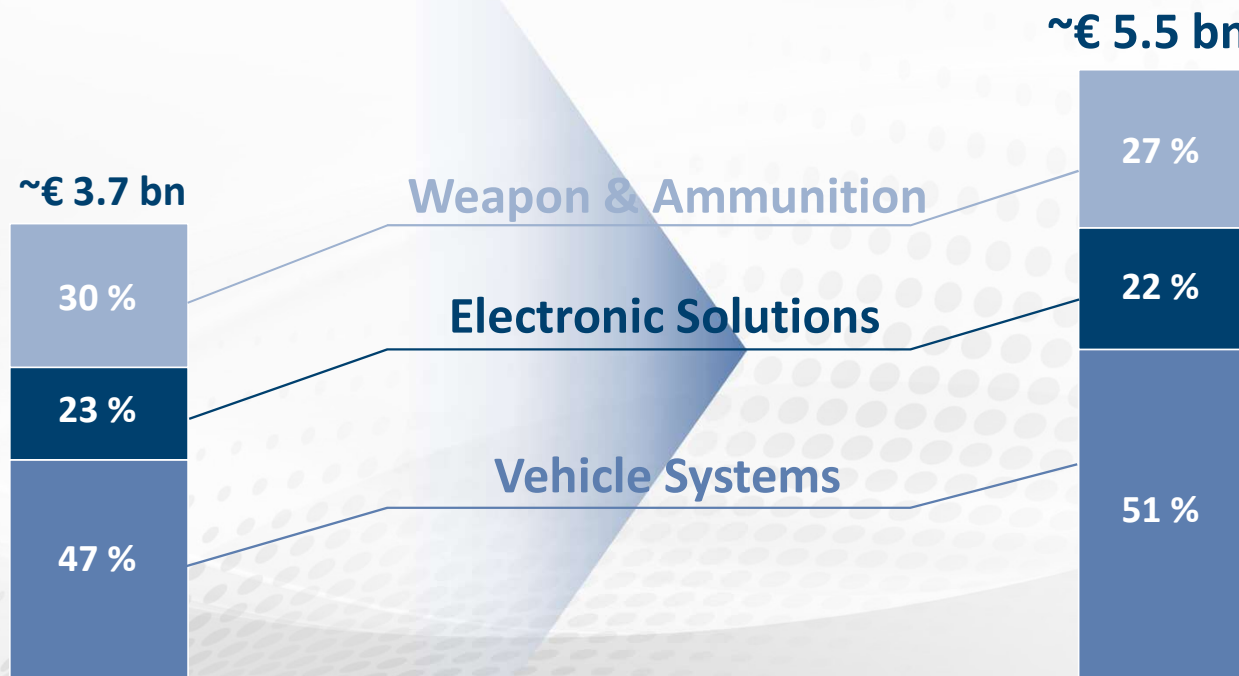 ~€ 5.5 bn
~€ 3.7 bn
Weapon & Ammunition
Electronic Solutions
Vehicle Systems
30 %
23 %
47 %
27 %
22 %
51 %